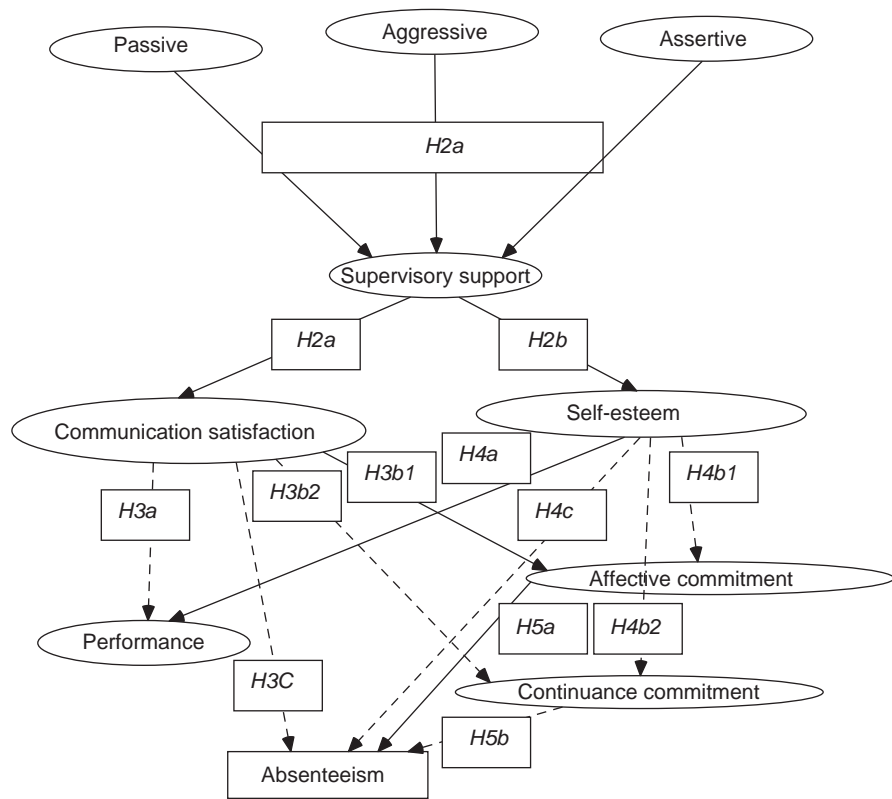 Passive
Aggressive
Assertive
H2a
Supervisory support
H2a
H2b
Communication satisfaction
Self-esteem
H3a
H3b2
H3b1
H4a
H4c
H4b1
Affective commitment
Performance
H5a
H4b2
H3C
Continuance commitment
H5b
Absenteeism